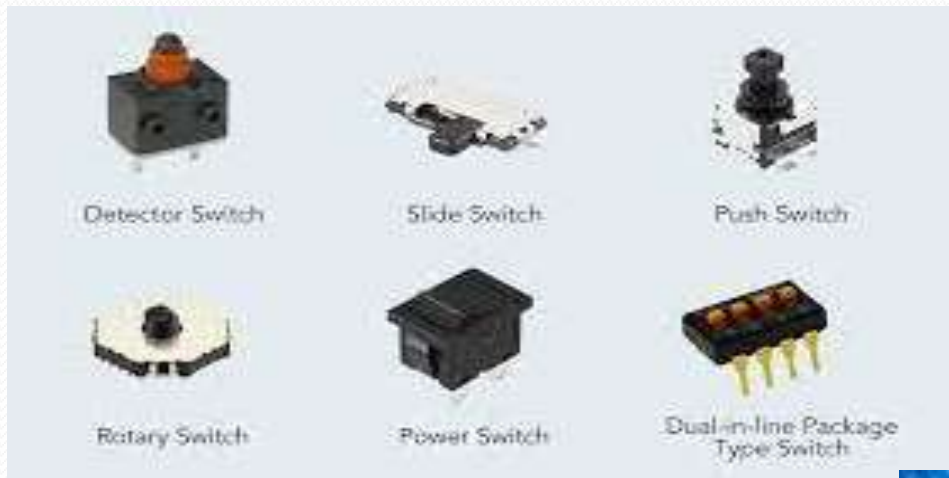 Detector Switch
Slide Switch
Push Switch
Rotary Switch
Power Switch
Dual-in-line Package
Type Switch